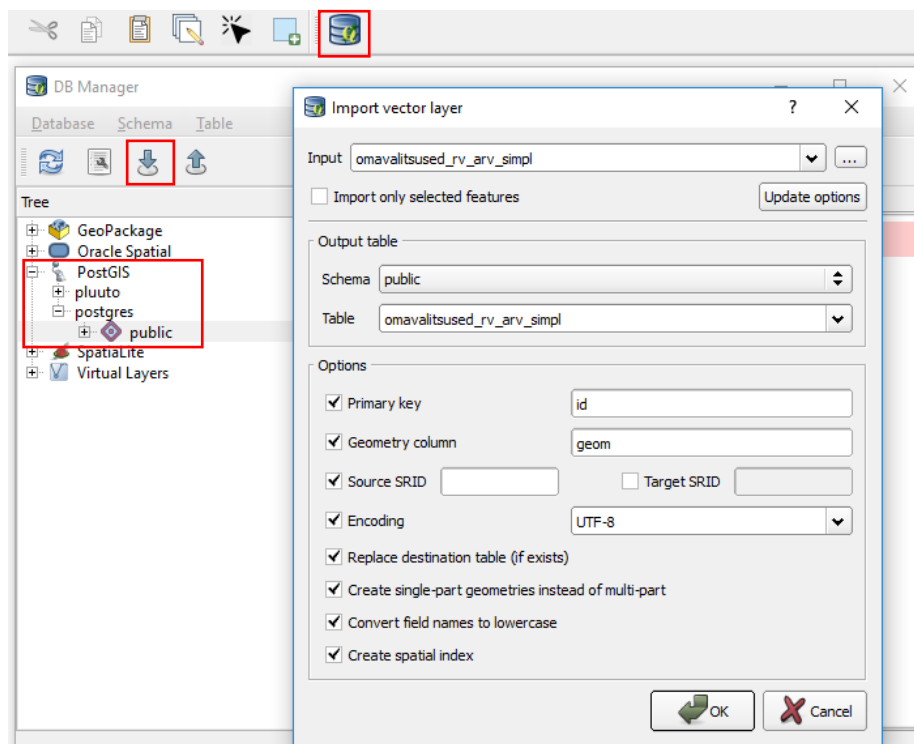 DB Manager
Database Schema Table
Tree
GeoPackage
Oracle Spatial
PostGIS
pluuto
postgres
public
SpatiaLite
Virtual Layers
Import vector layer
? 
Input omavalitsused_rv_arv_simpl ...
Import only selected features Update options
Output table
Schema public
Table omavalitsused_rv_arv_simpl
Options
Primary key id
Geometry column geom
Source SRID Target SRID
Encoding UTF-8
Replace destination table (if exists)
Create single-part geometries instead of multi-part
Convert field names to lowercase
Create spatial index
OK Cancel